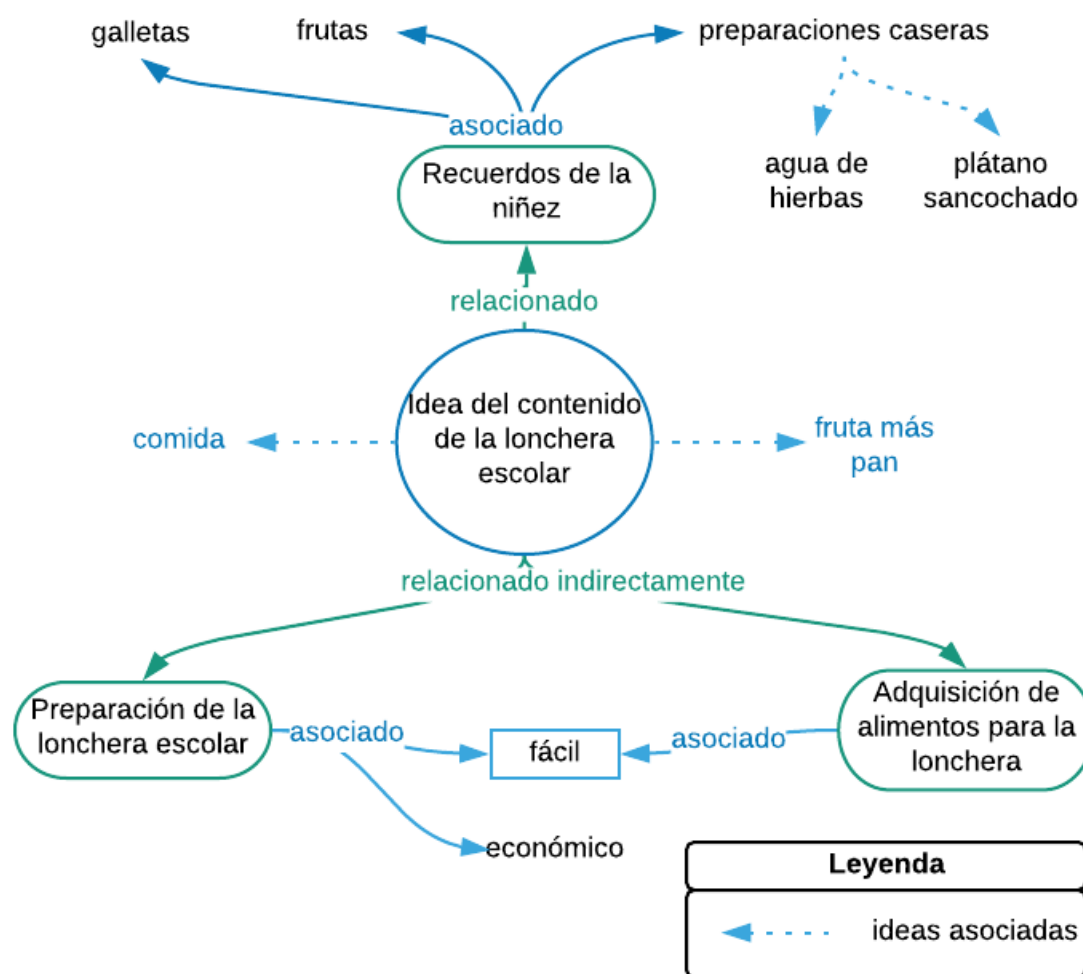 galletas
frutas
preparaciones caseras
asociado
agua de
hierbas
plátano
sancochado
Recuerdos de la
niñez
relacionado
Idea del contenido
de la lonchera
escolar
comida
fruta más
pan
relacionado indirectamente
Preparación de la
lonchera escolar
asociado
fácil
asociado
Adquisición de
alimentos para la
lonchera
económico
Leyenda
ideas asociadas